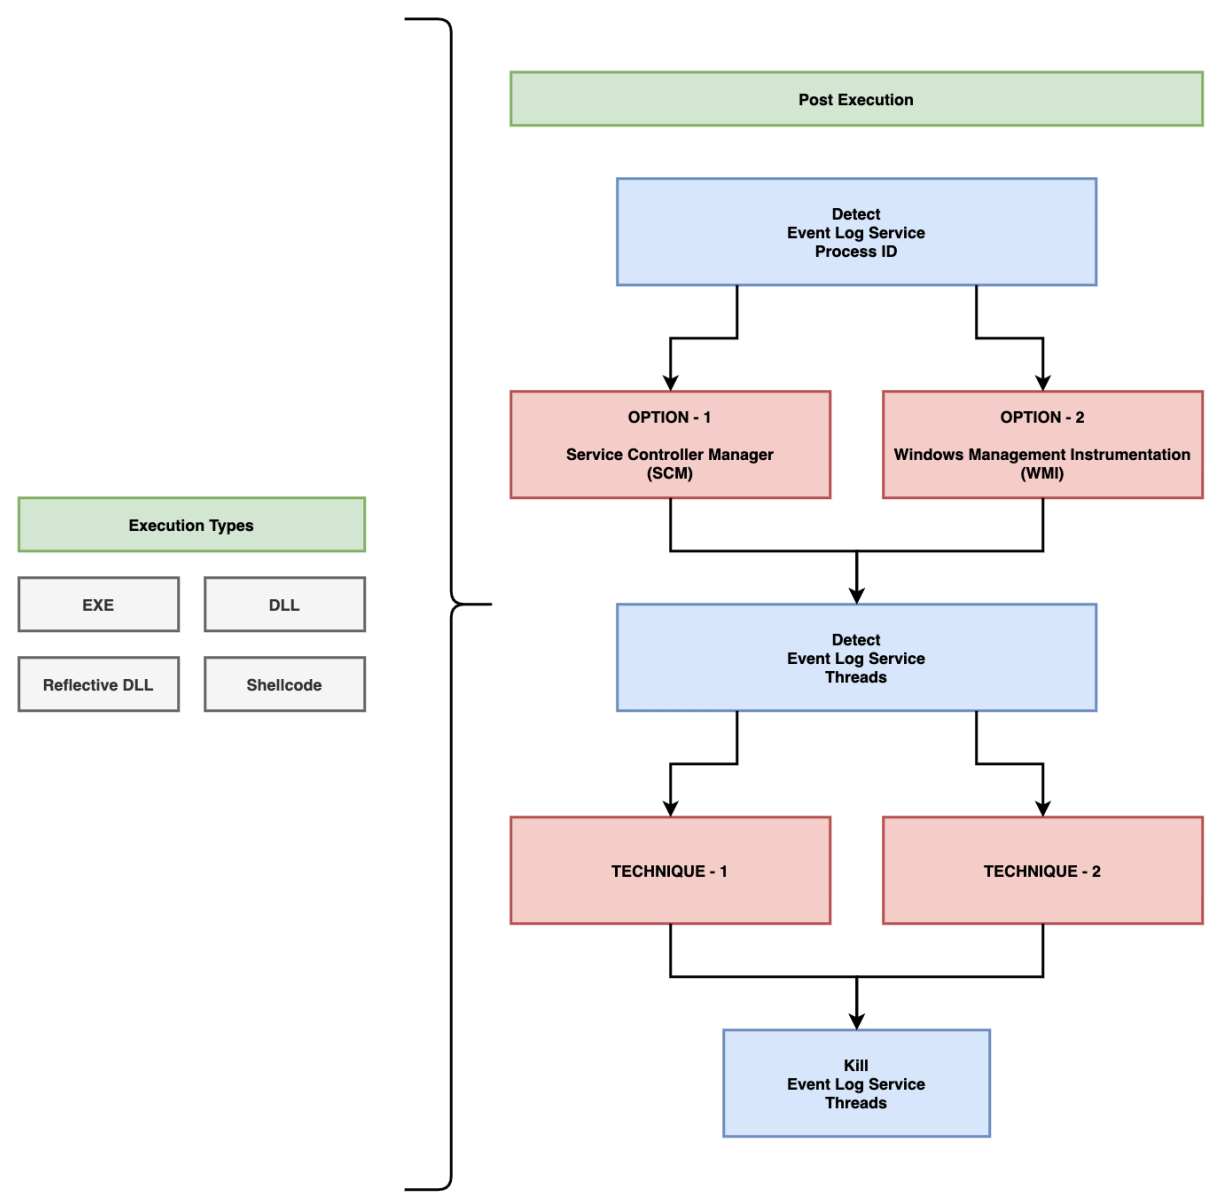 Execution Types
EXE
DLL
Reflective DLL
Shellcode
Post Execution
Detect
Event Log Service
Process ID
OPTION - 1
Service Controller Manager
(SCM)
OPTION - 2
Windows Management Instrumentation
(WMI)
Detect
Event Log Service
Threads
TECHNIQUE - 1
TECHNIQUE - 2
Kill
Event Log Service
Threads